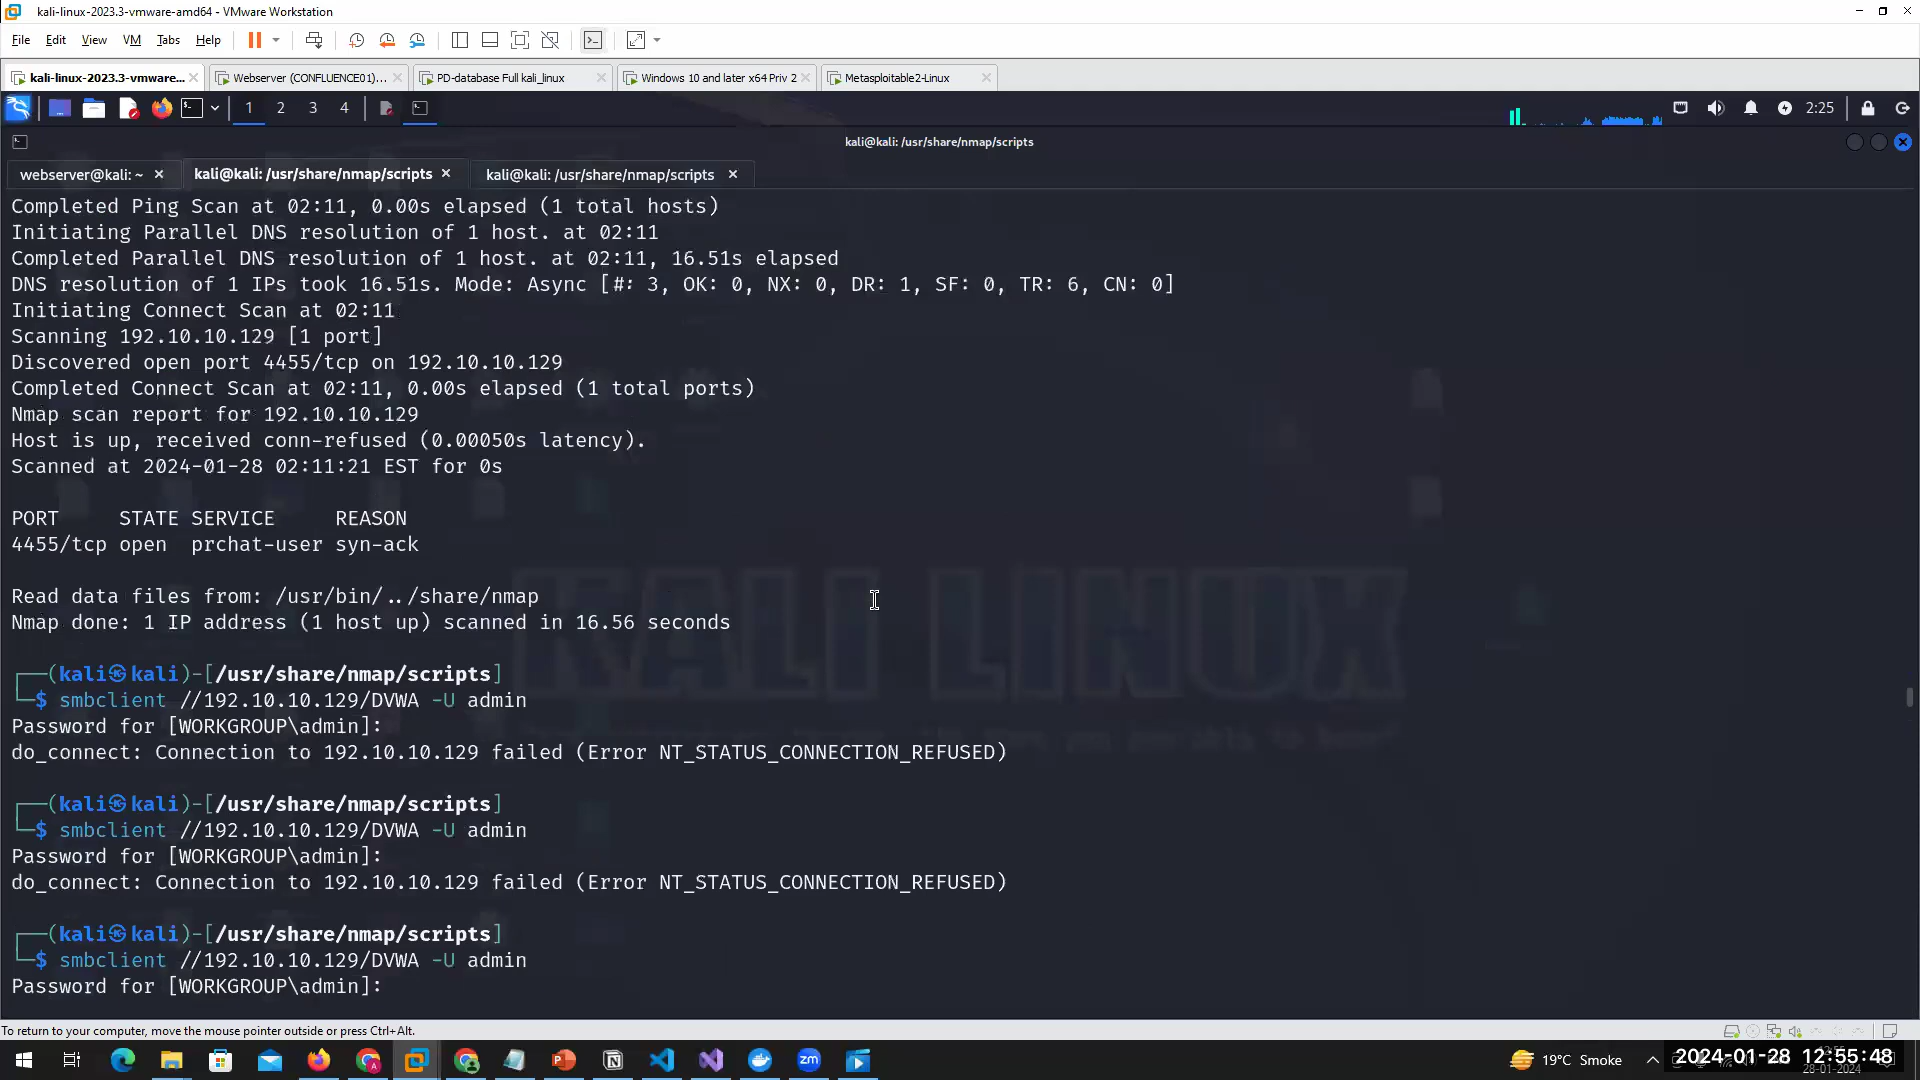 kali-linux-2023.3-vmware-amd64 - VMware Workstation
File Edit View VM Tabs Help
kali-linux-2023.3-vmware... Webserver (CONFLUENCE01)... PD-database Full kali_linux Windows 10 and later x64 Priv 2 Metasploitable2-Linux
1 2 3 4 2:25
kali@kali: /usr/share/nmap/scripts
webserver@kali: ~ kali@kali: /usr/share/nmap/scripts kali@kali: /usr/share/nmap/scripts
Completed Ping Scan at 02:11, 0.00s elapsed (1 total hosts)
Initiating Parallel DNS resolution of 1 host. at 02:11
Completed Parallel DNS resolution of 1 host. at 02:11, 16.51s elapsed
DNS resolution of 1 IPs took 16.51s. Mode: Async [#: 3, OK: 0, NX: 0, DR: 1, SF: 0, TR: 6, CN: 0]
Initiating Connect Scan at 02:11
Scanning 192.10.10.129 [1 port]
Discovered open port 4455/tcp on 192.10.10.129
Completed Connect Scan at 02:11, 0.00s elapsed (1 total ports)
Nmap scan report for 192.10.10.129
Host is up, received conn-refused (0.00050s latency).
Scanned at 2024-01-28 02:11:21 EST for 0s
PORT STATE SERVICE REASON
4455/tcp open prchat-user syn-ack
Read data files from: /usr/bin/../share/nmap
Nmap done: 1 IP address (1 host up) scanned in 16.56 seconds
KALI LINUX
┌──(kali㉿kali)-[/usr/share/nmap/scripts]
└─$ smbclient //192.10.10.129/DVWA -U admin
Password for [WORKGROUP\admin]:
do_connect: Connection to 192.10.10.129 failed (Error NT_STATUS_CONNECTION_REFUSED)
┌──(kali㉿kali)-[/usr/share/nmap/scripts]
└─$ smbclient //192.10.10.129/DVWA -U admin
Password for [WORKGROUP\admin]:
do_connect: Connection to 192.10.10.129 failed (Error NT_STATUS_CONNECTION_REFUSED)
┌──(kali㉿kali)-[/usr/share/nmap/scripts]
└─$ smbclient //192.10.10.129/DVWA -U admin
Password for [WORKGROUP\admin]:
To return to your computer, move the mouse pointer outside or press Ctrl+Alt.
19°C Smoke 2024-01-28 12:55:48
28-01-2024